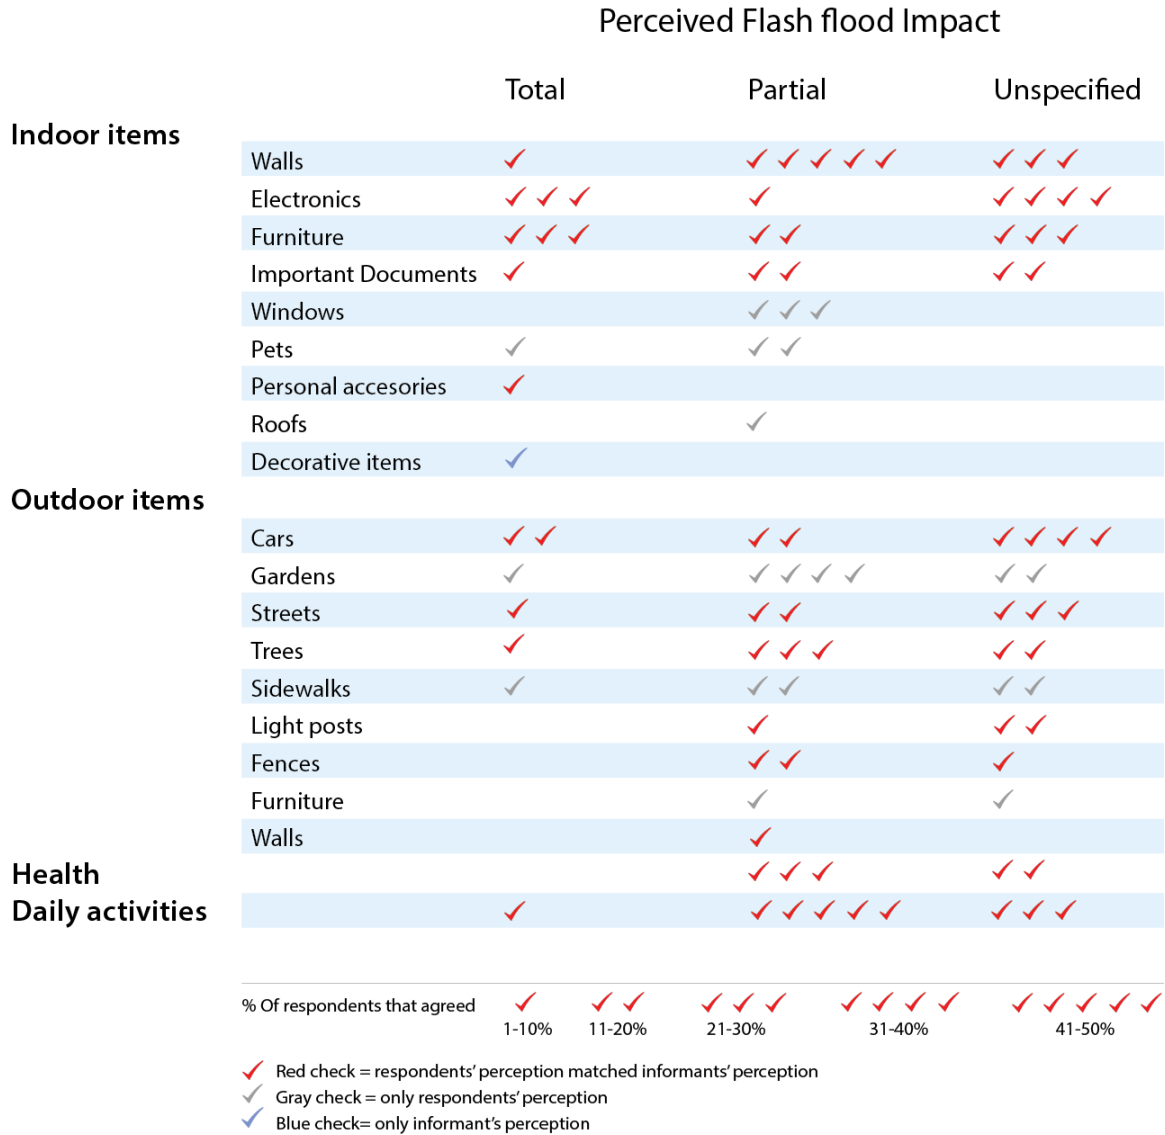 Perceived Flash flood Impact
Total Partial Unspecified
Indoor items
Walls
Electronics
Furniture
Important Documents
Windows
Pets
Personal accesories
Roofs
Decorative items
Outdoor items
Cars
Gardens
Streets
Trees
Sidewalks
Light posts
Fences
Furniture
Walls
Health
Daily activities
% Of respondents that agreed
1-10% 11-20% 21-30% 31-40% 41-50%
Red check = respondents' perception matched informants' perception
Gray check = only respondents' perception
Blue check= only informant's perception